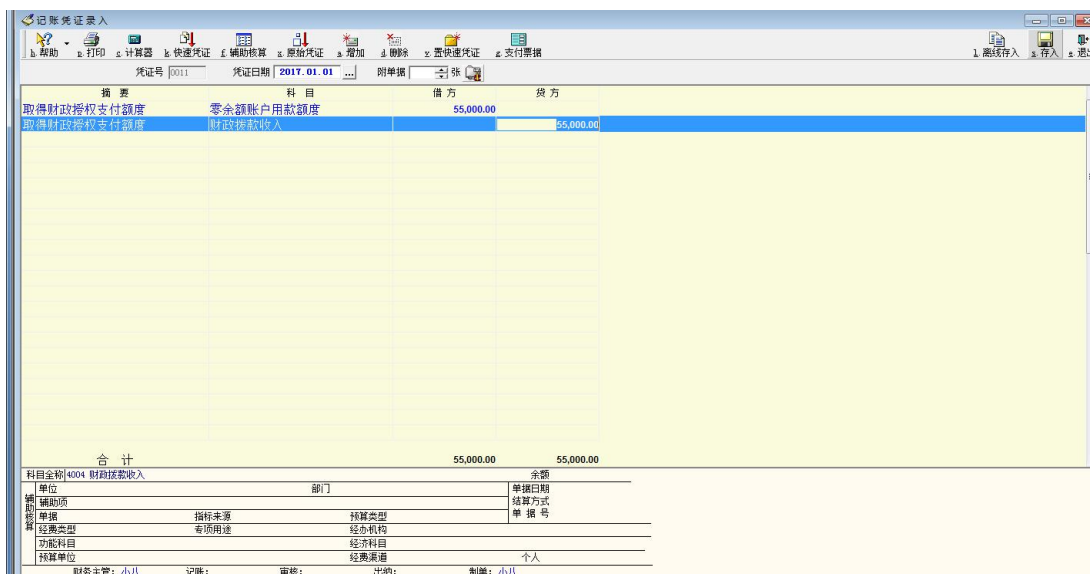 记账凭证录入
h.帮助 p.打印 c.计算器 k.快速凭证 f.辅助核算 x.原始凭证 a.增加 d.删除 v.置快速凭证 z.支付票据 l.离线存入 s.存入
凭证号 0011 凭证日期 2017.01.01 ... 附单据 张
摘 要 科 目 借 方 贷 方
取得财政授权支付额度 零余额账户用款额度 55,000.00
取得财政授权支付额度 财政拨款收入 55,000.00
合 计 55,000.00 55,000.00
科目全称 4004 财政拨款收入 余额
辅助核算
单位 部门 单据日期
辅助项 结算方式
单据 指标来源 预算类型 单 据 号
经费类型 专项用途 经办机构
功能科目 经济科目
预算单位 经费渠道 个人
财务主管: 小八 记账: 审核: 出纳: 制单: 小八